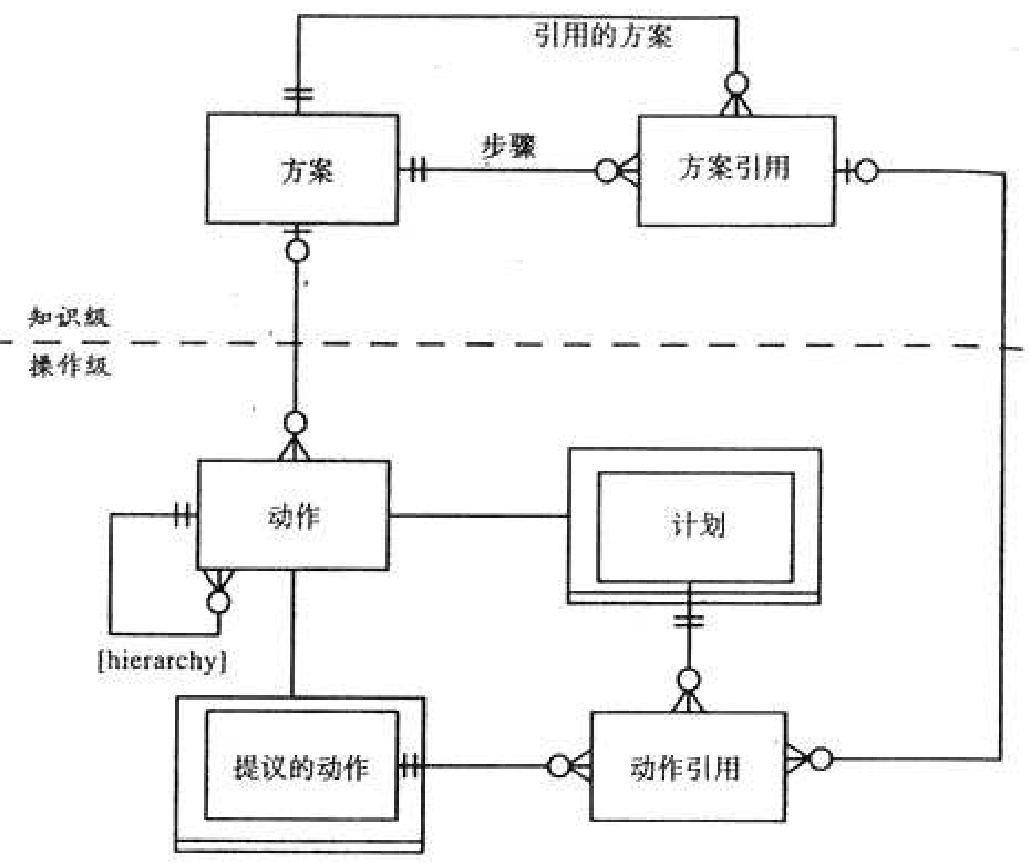 引用的方案
步骤
方案
方案引用
知识级
操作级
动作
计划
[hierarchy]
提议的动作
动作引用